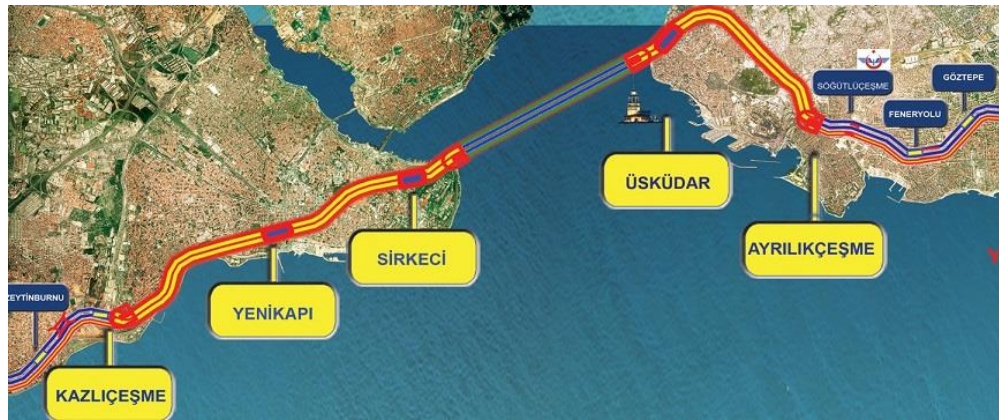 SÖĞÜTLÜÇEŞME
GÖZTEPE
FENERYOLU
ÜSKÜDAR
AYRILIKÇEŞME
SİRKECİ
YENİKAPI
ZEYTİNBURNU
KAZLIÇEŞME
Y